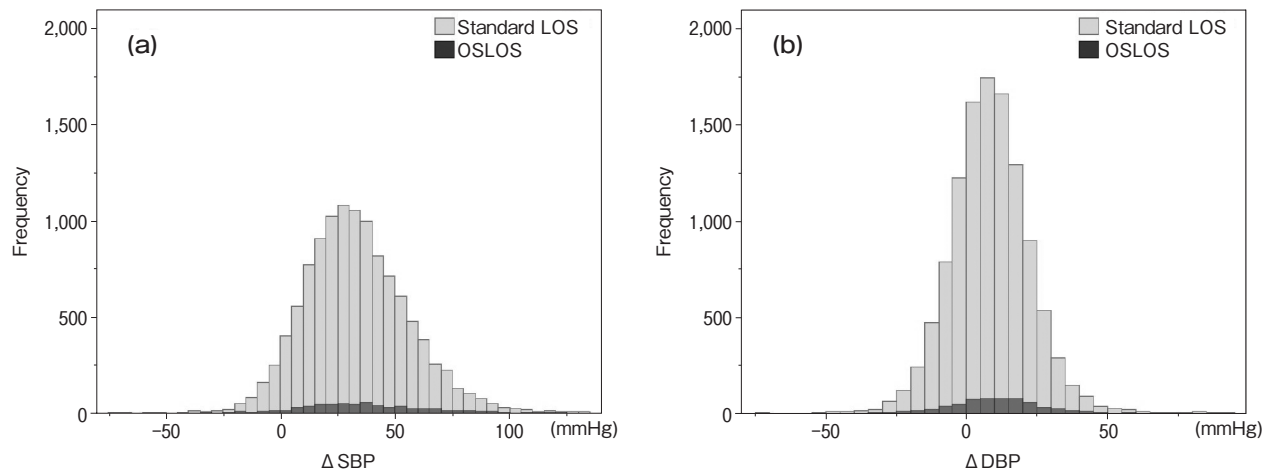 (a)
Standard LOS
OSLOS
2,000
1,500
1,000
500
0
Frequency
−50
0
50
100
(mmHg)
Δ SBP
(b)
Standard LOS
OSLOS
2,000
1,500
1,000
500
0
Frequency
−50
0
50
(mmHg)
Δ DBP